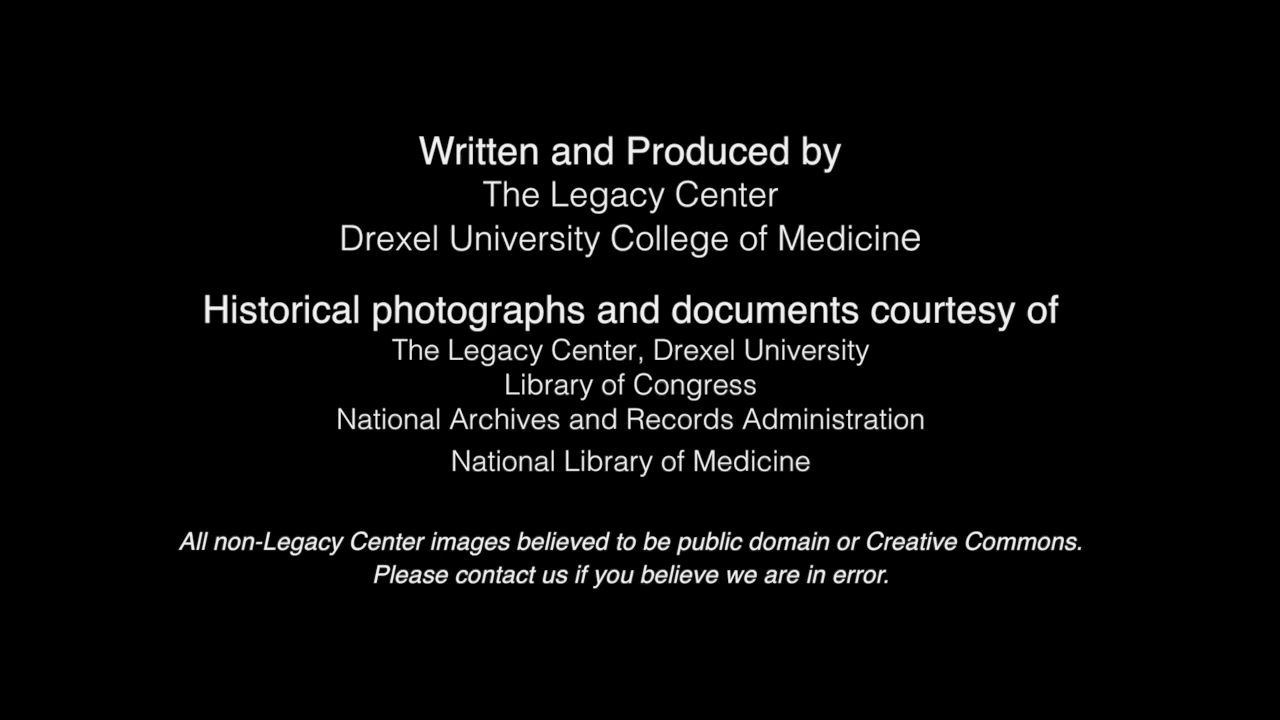 Written and Produced by
The Legacy Center
Drexel University College of Medicine
Historical photographs and documents courtesy of
The Legacy Center, Drexel University
Library of Congress
National Archives and Records Administration
National Library of Medicine
All non-Legacy Center images believed to be public domain or Creative Commons.
Please contact us if you believe we are in error.